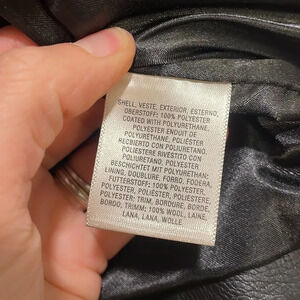 SHELL, VESTE, EXTERIOR, ESTERNO,
OBERSTOFF: 100% POLYESTER
COATED WITH POLYURETHANE,
POLYESTER ENDUIT DE
POLYURETHANE, POLIÉSTER
RECBIERTO CON POLIURETANO,
POLIESTERE RIVESTITO CON
POLIURETANO, POLYESTER
BESCHICHTET MIT POLYURETHAN;
LINING, DOUBLURE, FORRO, FODERA,
FUTTERSTOFF: 100% POLYESTER,
POLYESTER, POLIÉSTER, POLIESTERE,
POLYESTER; TRIM, BORDURE, BORDE,
BORDO, TRIMM: 100% WOOL, LAINE,
LANA, LANA, WOLLE